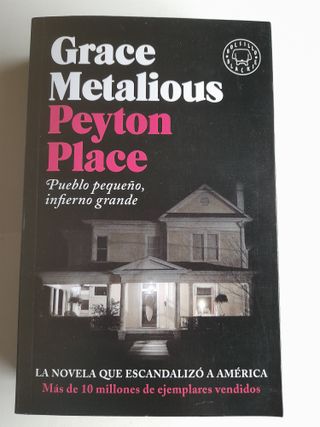 Grace
Metalious
Peyton
Place
Pueblo pequeño,
infierno grande
LA NOVELA QUE ESCANDALIZÓ A AMÉRICA
Más de 10 millones de ejemplares vendidos